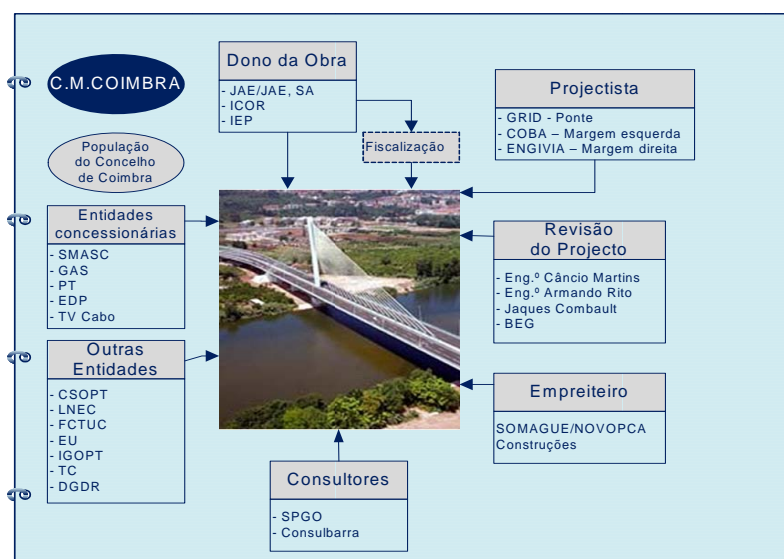 C.M.COIMBRA
População
do Concelho
de Coimbra
Dono da Obra
- JAE/JAE, SA
- ICOR
- IEP
Fiscalização
Projectista
- GRID - Ponte
- COBA – Margem esquerda
- ENGIVIA – Margem direita
Entidades
concessionárias
- SMASC
- GAS
- PT
- EDP
- TV Cabo
Revisão
do Projecto
- Eng.º Câncio Martins
- Eng.º Armando Rito
- Jaques Combault
- BEG
Outras
Entidades
- CSOPT
- LNEC
- FCTUC
- EU
- IGOPT
- TC
- DGDR
Empreiteiro
SOMAGUE/NOVOPCA
Construções
Consultores
- SPGO
- Consulbarra